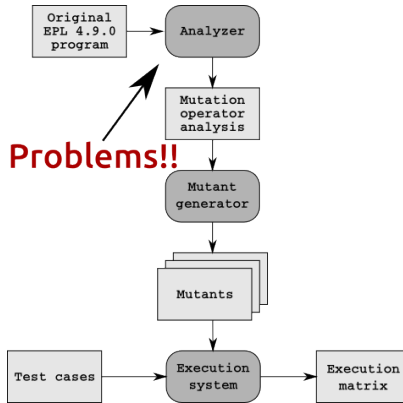 Original
EPL 4.9.0
program
Analyzer
Mutation
operator
analysis
Problems!!
Mutant
generator
Mutants
Test cases
Execution
system
Execution
matrix